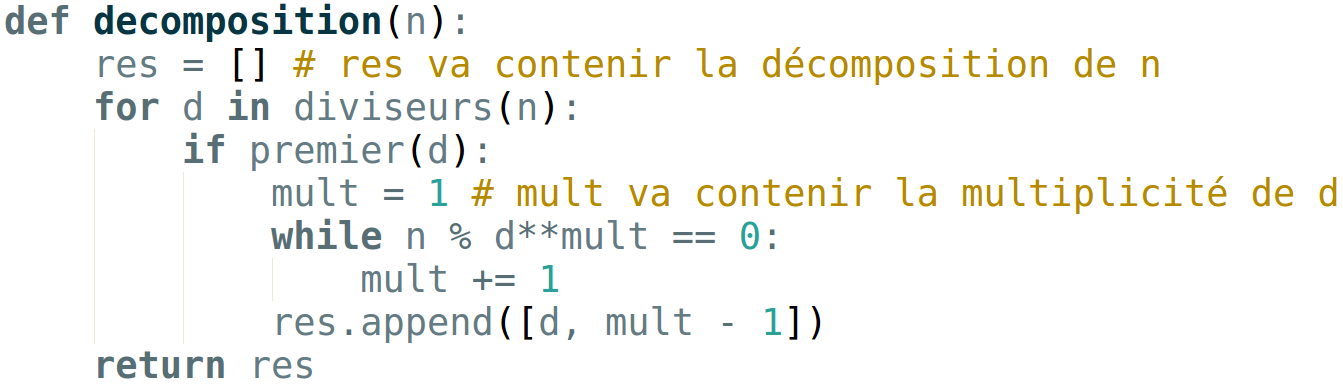 def decomposition(n):
    res = [] # res va contenir la décomposition de n
    for d in diviseurs(n):
        if premier(d):
            mult = 1 # mult va contenir la multiplicité de d
            while n % d**mult == 0:
                mult += 1
            res.append([d, mult - 1])
    return res